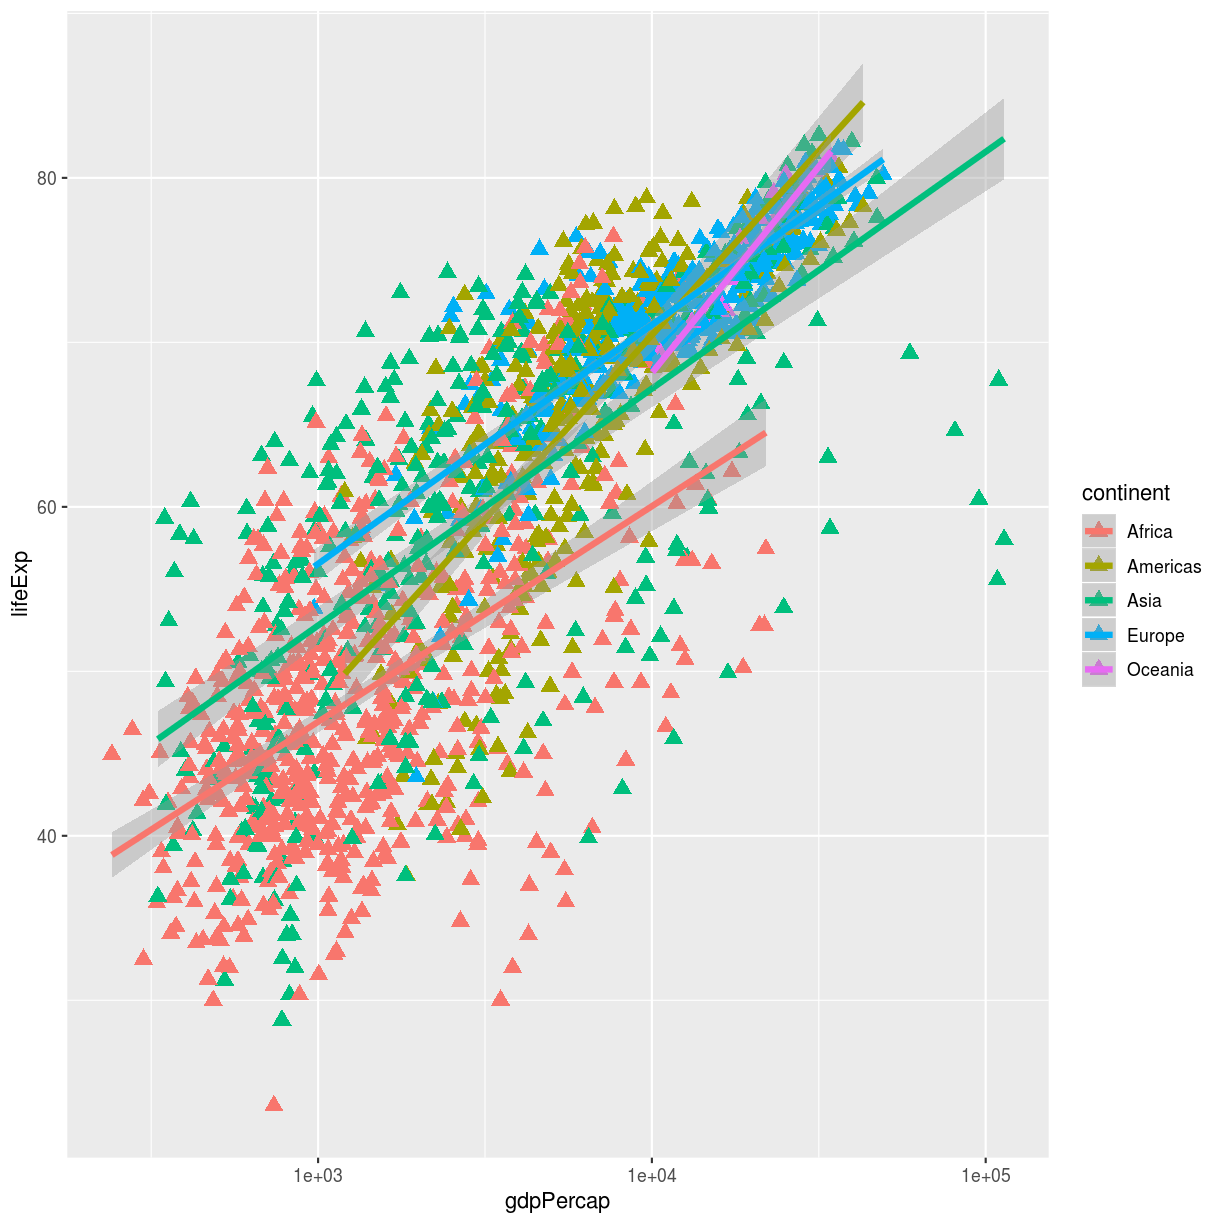 80
60
40
lifeExp
1e+03
1e+04
1e+05
gdpPercap
continent
Africa
Americas
Asia
Europe
Oceania